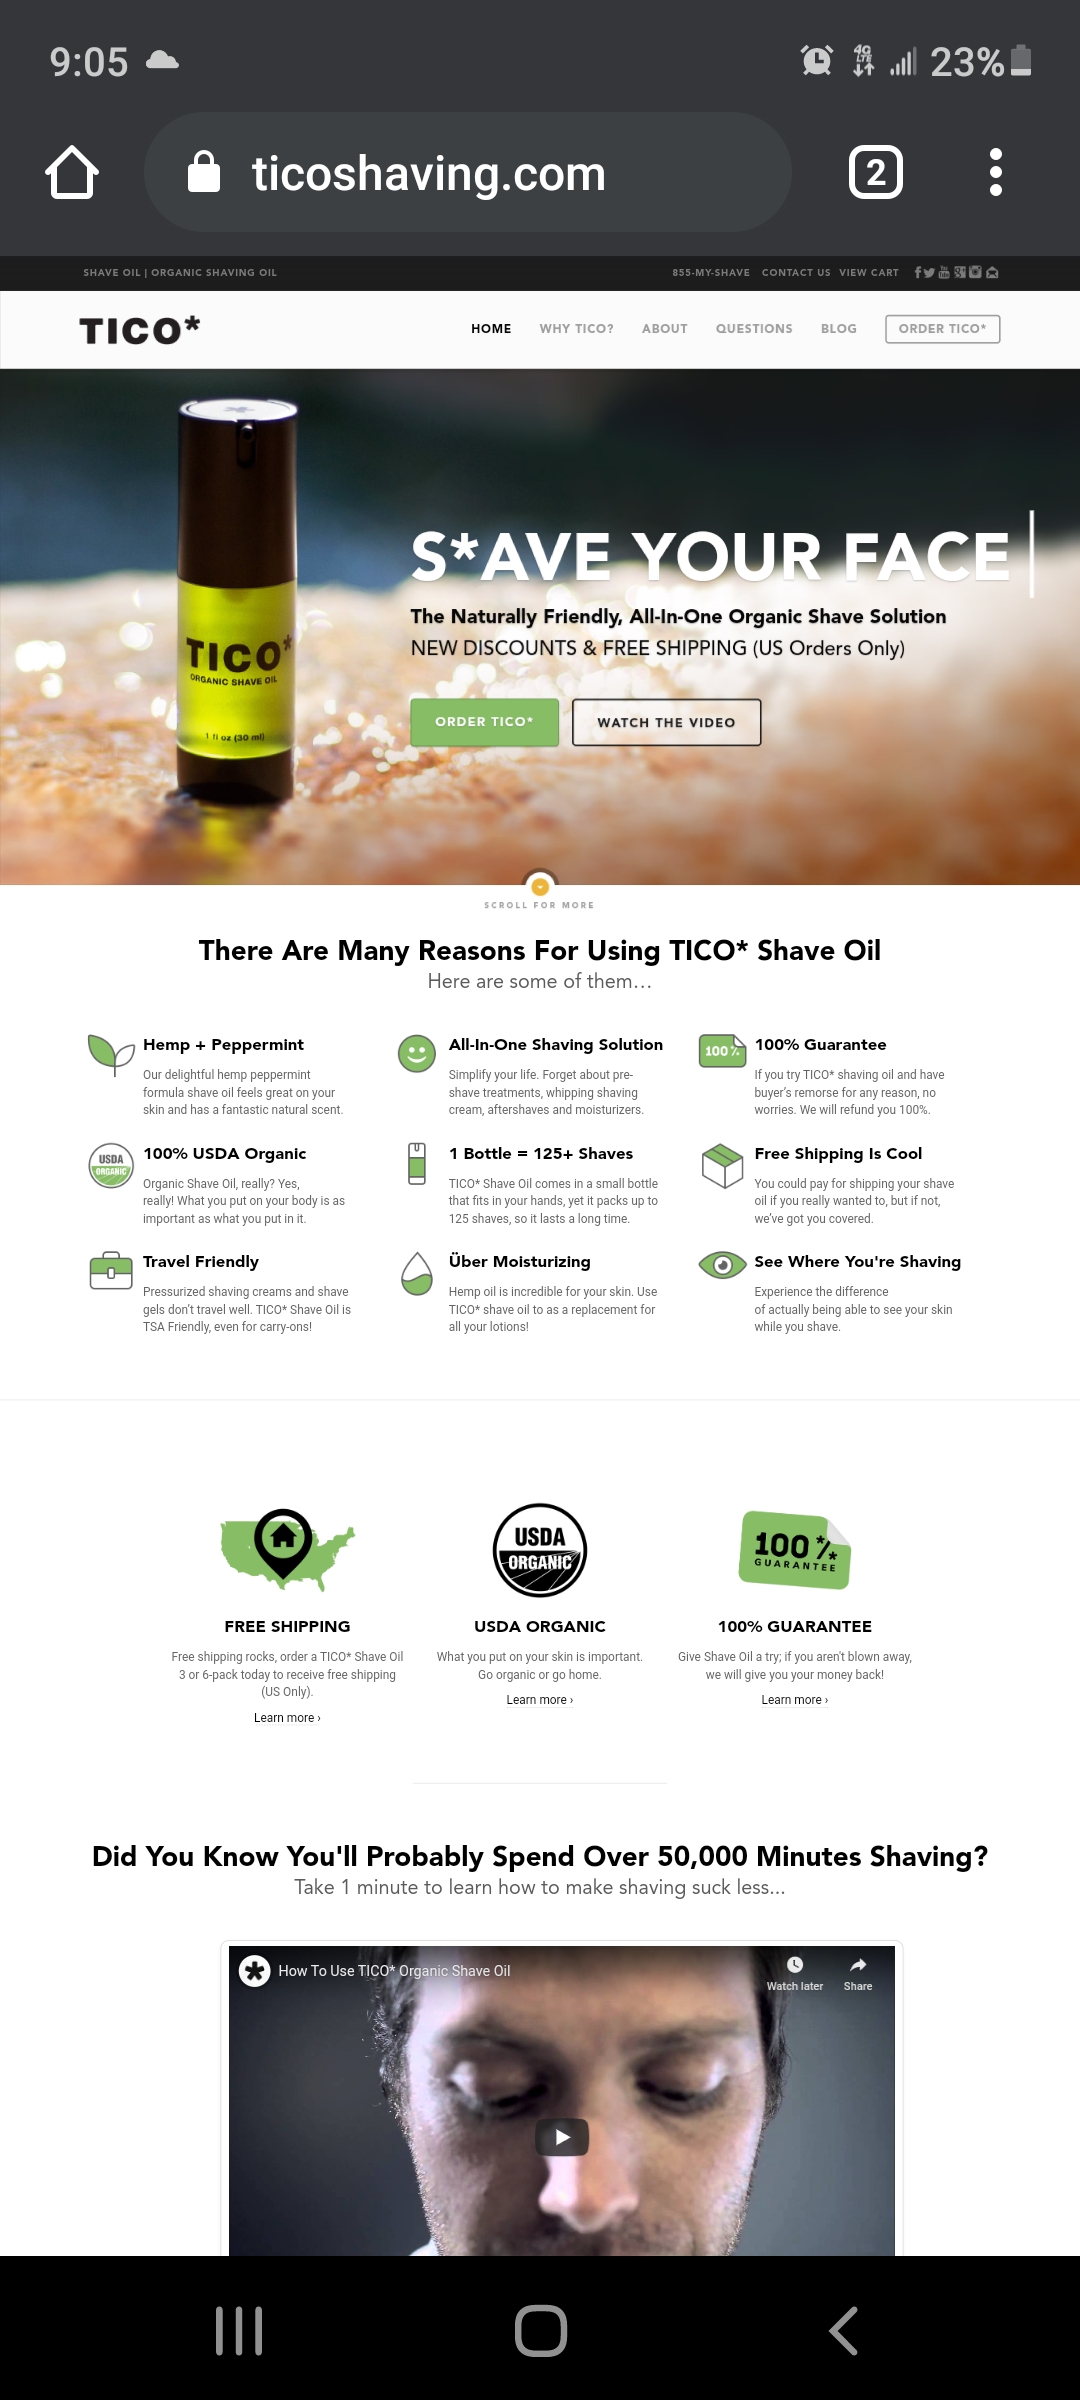 9:05
4G LTE 23%
ticoshaving.com
2
SHAVE OIL | ORGANIC SHAVING OIL
855-MY-SHAVE CONTACT US VIEW CART
TICO*
HOME WHY TICO? ABOUT QUESTIONS BLOG ORDER TICO*
S*AVE YOUR FACE
The Naturally Friendly, All-In-One Organic Shave Solution
NEW DISCOUNTS & FREE SHIPPING (US Orders Only)
ORDER TICO* WATCH THE VIDEO
TICO*
ORGANIC SHAVE OIL
1 fl oz (30 ml)
SCROLL FOR MORE
There Are Many Reasons For Using TICO* Shave Oil
Here are some of them...
Hemp + Peppermint
Our delightful hemp peppermint
formula shave oil feels great on your
skin and has a fantastic natural scent.
All-In-One Shaving Solution
Simplify your life. Forget about pre-
shave treatments, whipping shaving
cream, aftershaves and moisturizers.
100%
100% Guarantee
If you try TICO* shaving oil and have
buyer's remorse for any reason, no
worries. We will refund you 100%.
USDA
ORGANIC
100% USDA Organic
Organic Shave Oil, really? Yes,
really! What you put on your body is as
important as what you put in it.
1 Bottle = 125+ Shaves
TICO* Shave Oil comes in a small bottle
that fits in your hands, yet it packs up to
125 shaves, so it lasts a long time.
Free Shipping Is Cool
You could pay for shipping your shave
oil if you really wanted to, but if not,
we've got you covered.
Travel Friendly
Pressurized shaving creams and shave
gels don't travel well. TICO* Shave Oil is
TSA Friendly, even for carry-ons!
Über Moisturizing
Hemp oil is incredible for your skin. Use
TICO* shave oil to as a replacement for
all your lotions!
See Where You're Shaving
Experience the difference
of actually being able to see your skin
while you shave.
FREE SHIPPING
Free shipping rocks, order a TICO* Shave Oil
3 or 6-pack today to receive free shipping
(US Only).
Learn more ›
USDA
ORGANIC
USDA ORGANIC
What you put on your skin is important.
Go organic or go home.
Learn more ›
100%
GUARANTEE
100% GUARANTEE
Give Shave Oil a try; if you aren't blown away,
we will give you your money back!
Learn more ›
Did You Know You'll Probably Spend Over 50,000 Minutes Shaving?
Take 1 minute to learn how to make shaving suck less...
How To Use TICO* Organic Shave Oil
Watch later Share